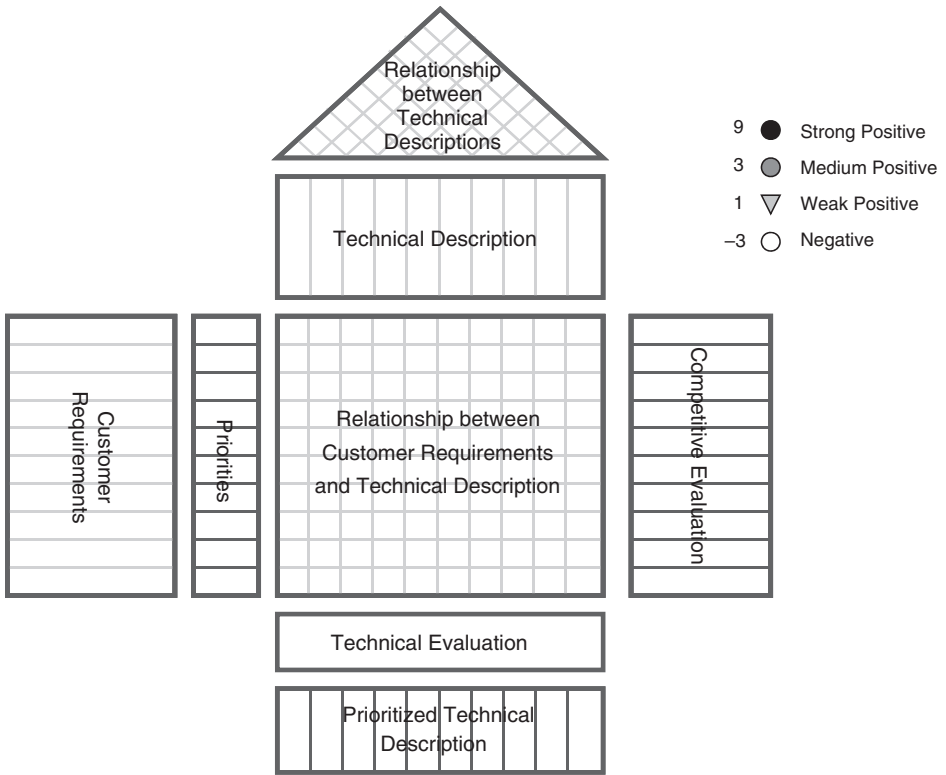 Relationship
between
Technical
Descriptions
9 Strong Positive
3 Medium Positive
1 Weak Positive
–3 Negative
Technical Description
Customer
Requirements
Priorities
Relationship between
Customer Requirements
and Technical Description
Competitive Evaluation
Technical Evaluation
Prioritized Technical
Description